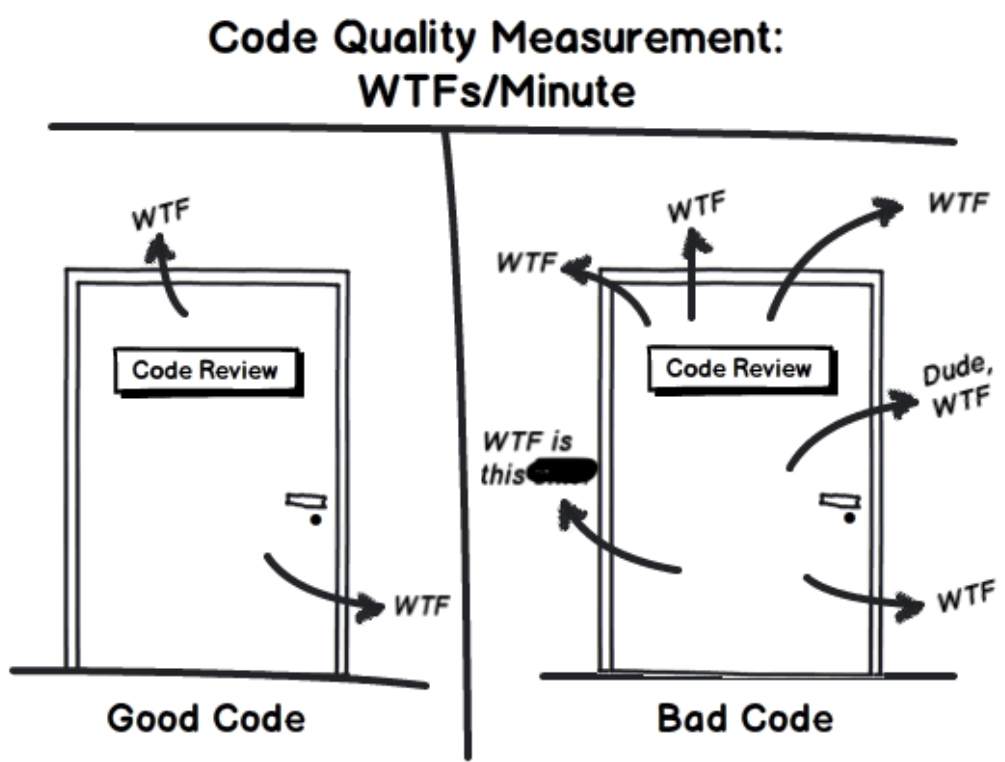 Code Quality Measurement:
WTFs/Minute
WTF
Code Review
WTF
Good Code
WTF
WTF
WTF
Code Review
Dude,
WTF
WTF is
this
WTF
Bad Code